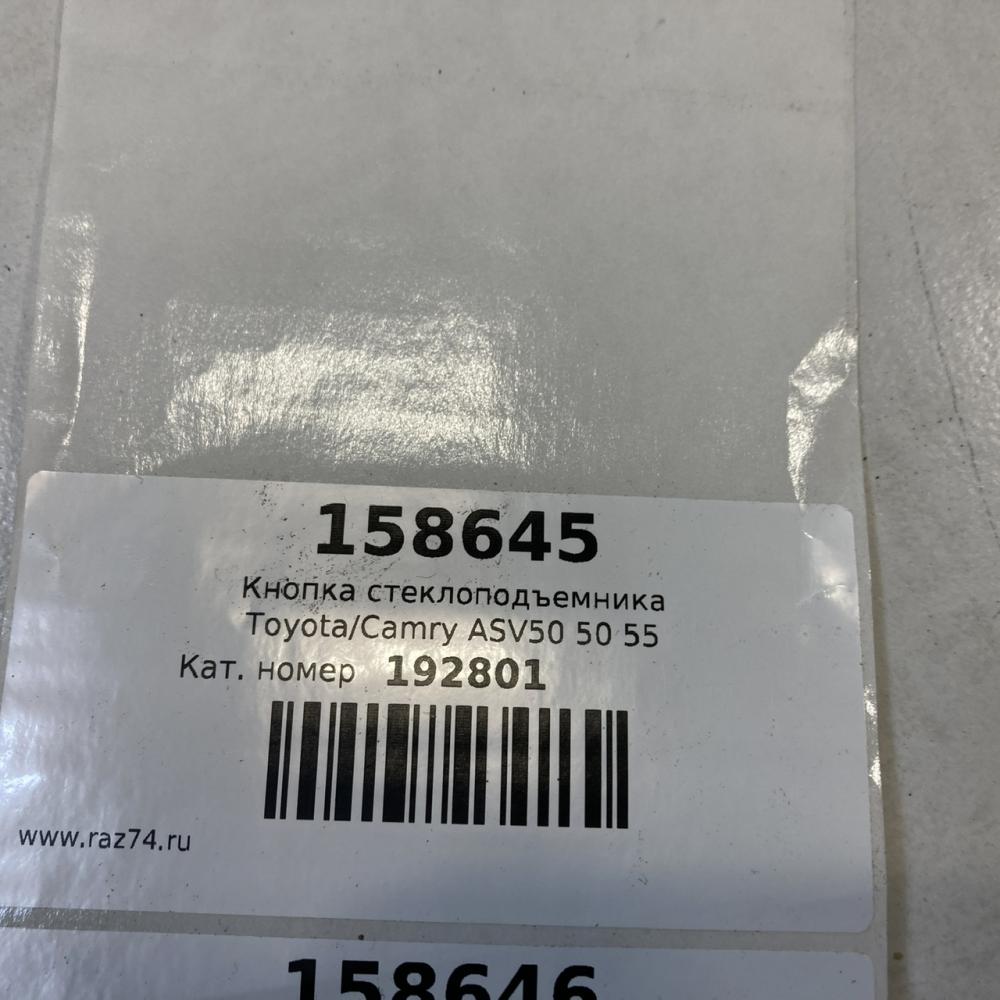 158645
Кнопка стеклоподъемника
Toyota/Camry ASV50 50 55
Кат. номер 192801
www.raz74.ru
158646